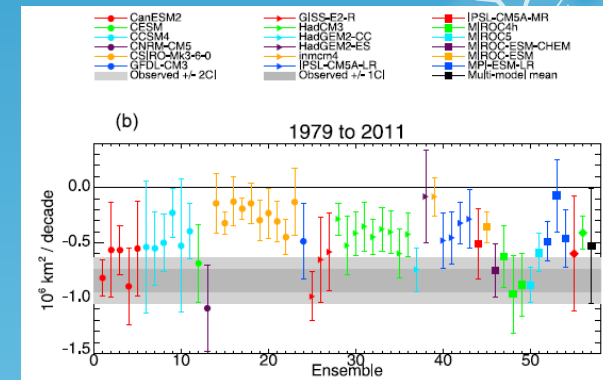 CanESM2 GISS-E2-R IPSL-CM5A-MR
CESM HadCM3 MIROC4h
CCSM4 HadGEM2-CC MIROC5
CNRM-CM5 HadGEM2-ES MIROC-ESM-CHEM
CSIRO-Mk3-6-0 inmcm4 MIROC-ESM
GFDL-CM3 IPSL-CM5A-LR MPI-ESM-LR
Observed +/- 2CI Observed +/- 1CI Multi-model mean
(b)
1979 to 2011
10⁶ km² / decade
0.0
-0.5
-1.0
-1.5
0 10 20 30 40 50
Ensemble